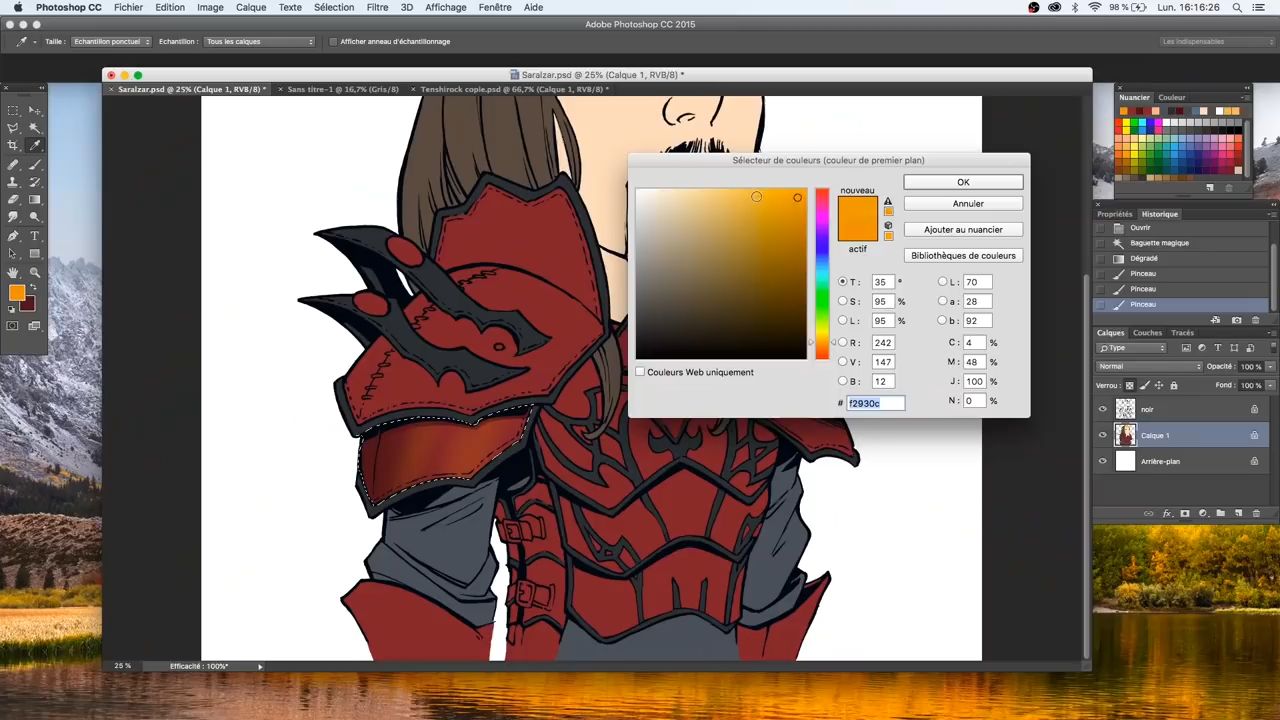 Photoshop CC Fichier Edition Image Calque Texte Sélection Filtre 3D Affichage Fenêtre Aide 98 % Lun. 16:16:26
Adobe Photoshop CC 2015
Taille : Echantillon ponctuel Echantillon : Tous les calques Afficher anneau d'échantillonnage Les indispensables
Saralzar.psd @ 25% (Calque 1, RVB/8) *
Saralzar.psd @ 25% (Calque 1, RVB/8) * Sans titre-1 @ 16,7% (Gris/8) Tenshirock copie.psd @ 66,7% (Calque 1, RVB/8) *
Sélecteur de couleurs (couleur de premier plan)
nouveau
actif
OK
Annuler
Ajouter au nuancier
Bibliothèques de couleurs
T : 35 °
S : 95 %
L : 95 %
R : 242
V : 147
B : 12
# f2930c
L : 70
a : 28
b : 92
C : 4 %
M : 48 %
J : 100 %
N : 0 %
Couleurs Web uniquement
Nuancier Couleur
Propriétés Historique
Ouvrir
Baguette magique
Dégradé
Pinceau
Pinceau
Pinceau
Calques Couches Tracés
Type
Normal Opacité : 100 %
Verrou : Fond : 100 %
noir
Calque 1
Arrière-plan
25 % Efficacité : 100%*